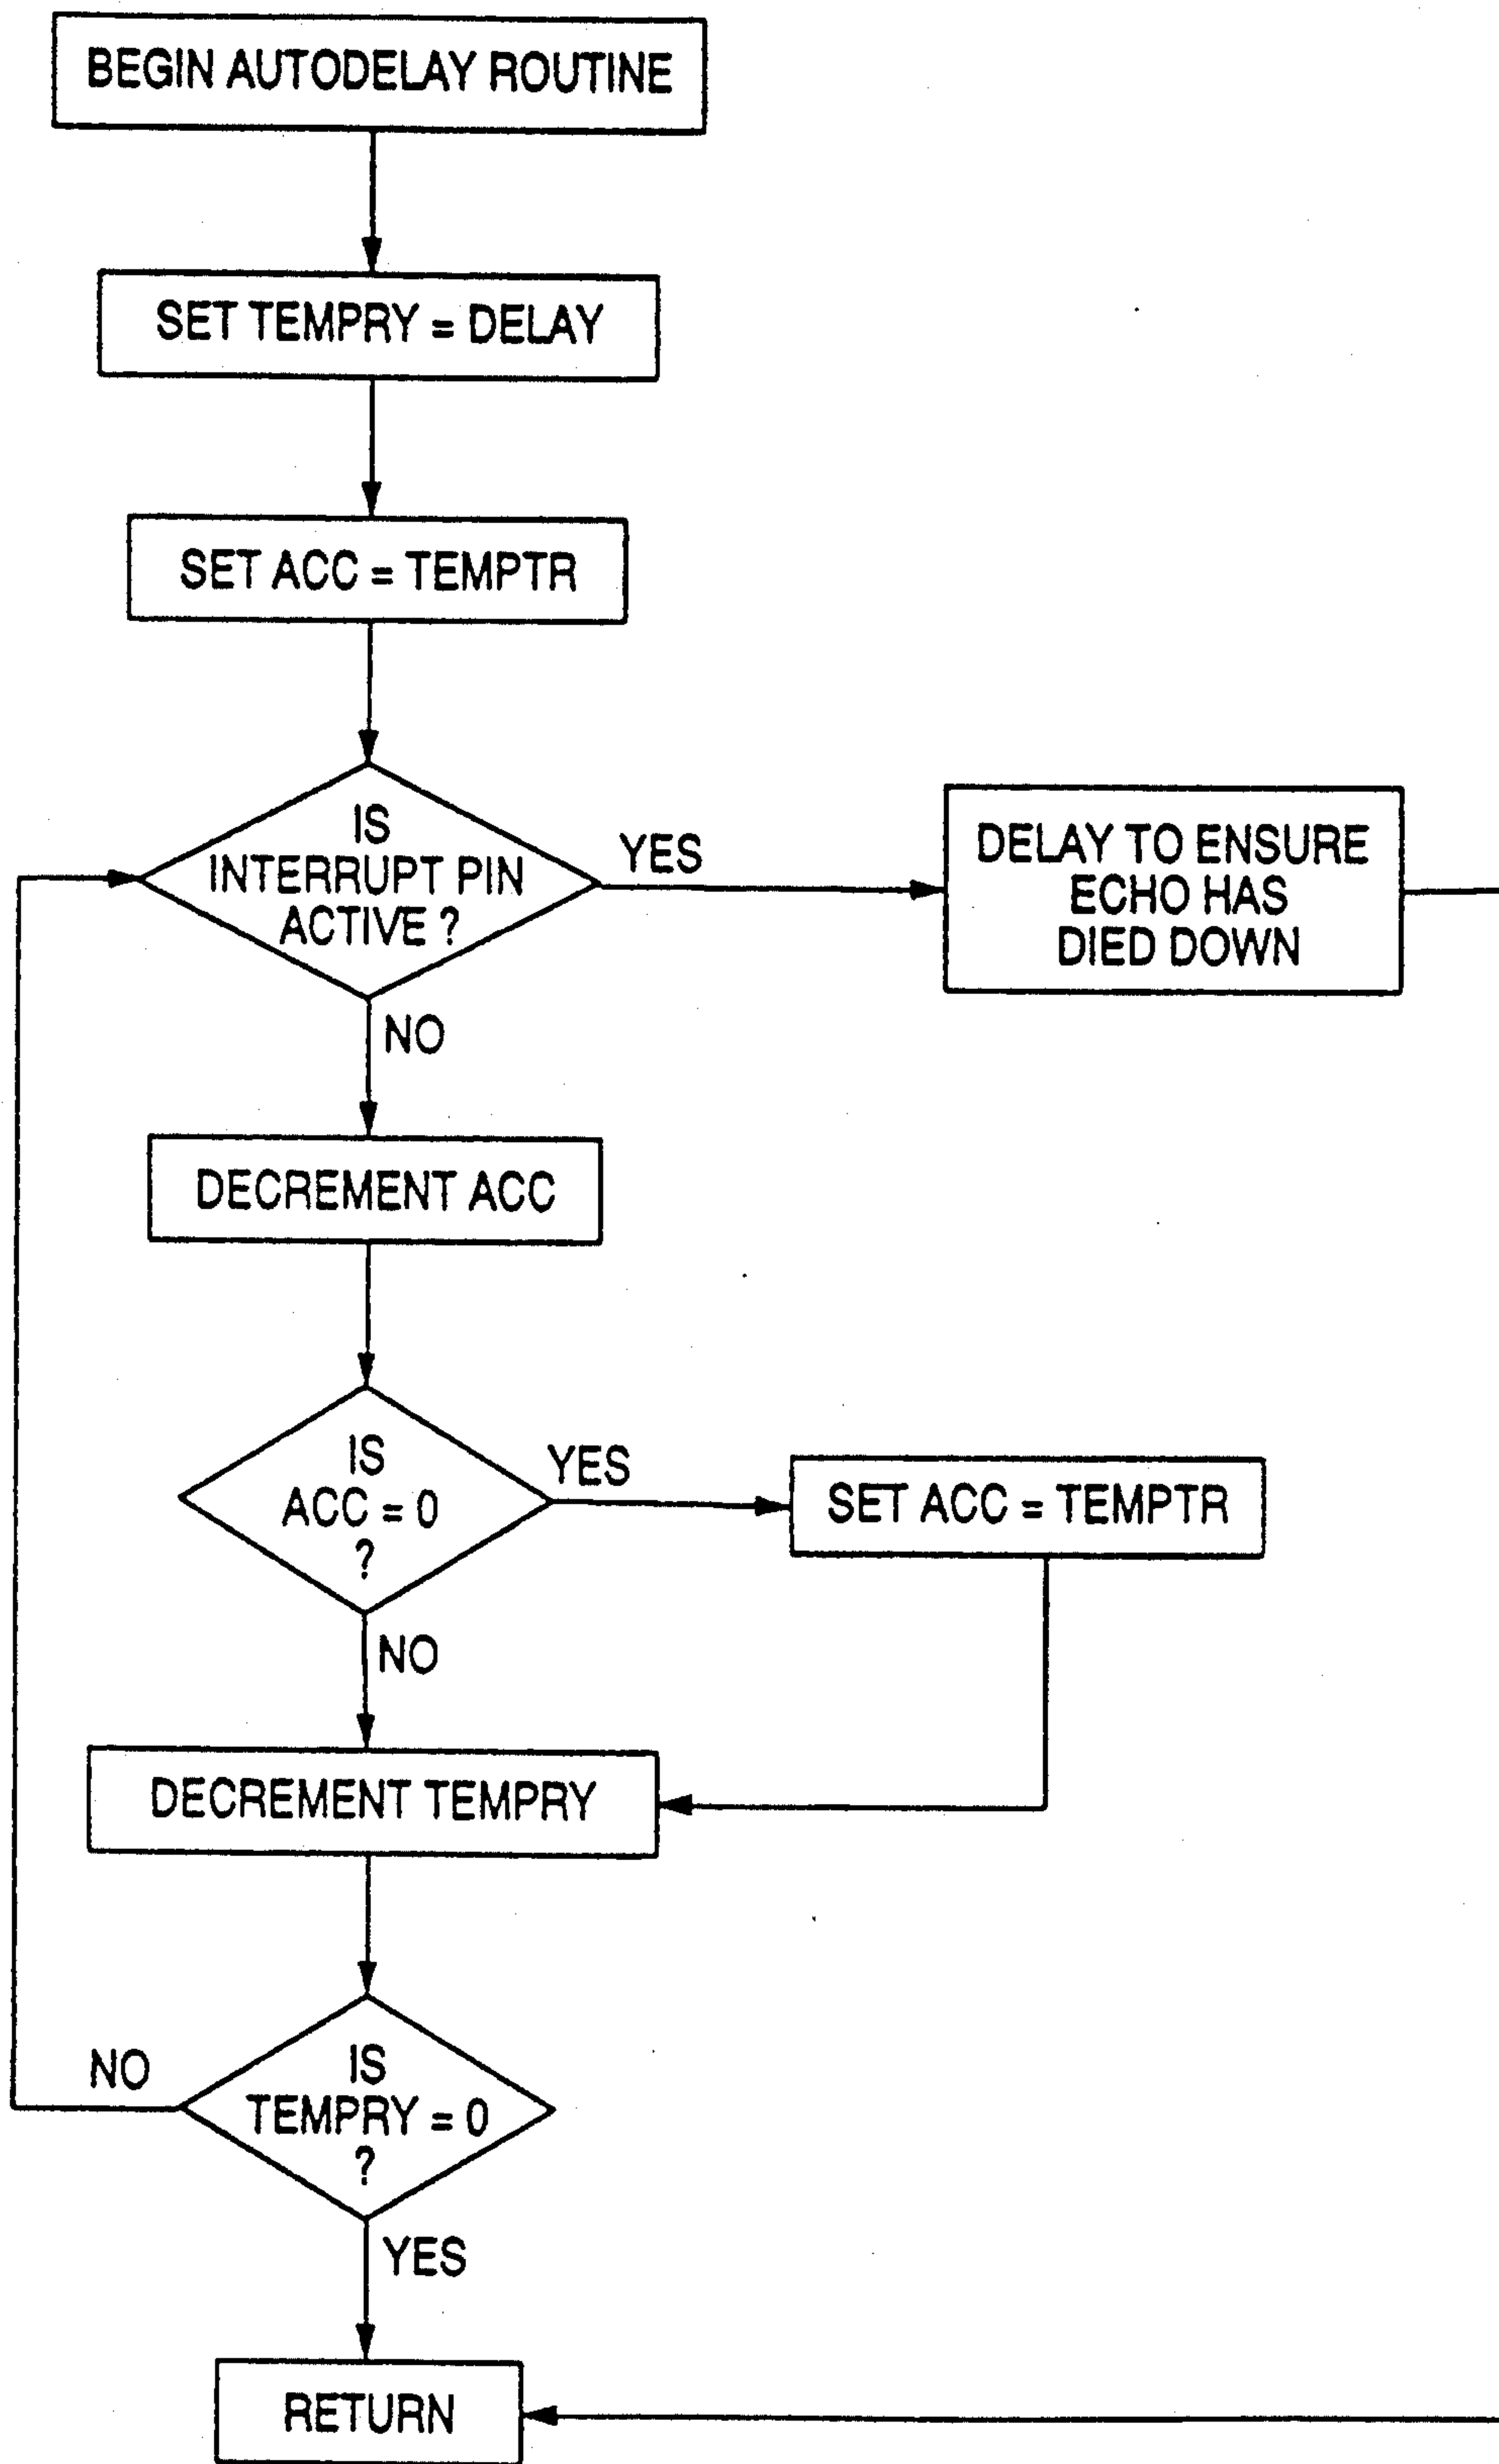 BEGIN AUTODELAY ROUTINE
SET TEMPRY = DELAY
SET ACC = TEMPTR
IS
INTERRUPT PIN
ACTIVE ?
YES
DELAY TO ENSURE
ECHO HAS
DIED DOWN
NO
DECREMENT ACC
IS
ACC = 0
?
YES
SET ACC = TEMPTR
NO
DECREMENT TEMPRY
NO
IS
TEMPRY = 0
?
YES
RETURN